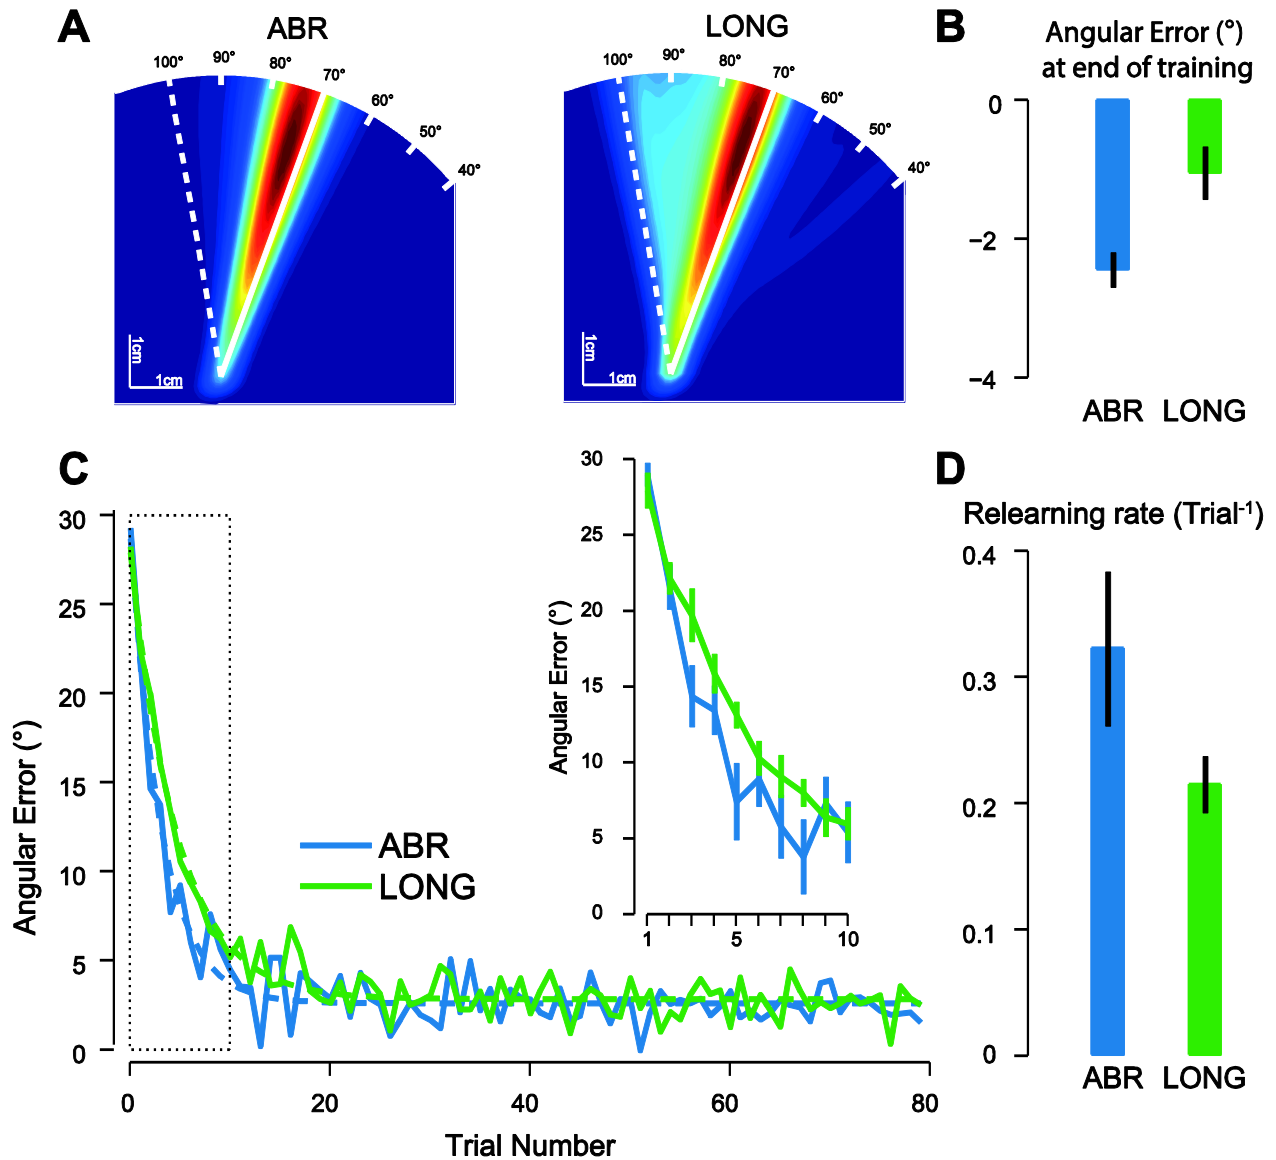 A
ABR
100°
90°
80°
70°
60°
50°
40°
1cm
1cm
LONG
100°
90°
80°
70°
60°
50°
40°
1cm
1cm
B
Angular Error (°)
at end of training
0
−2
−4
ABR LONG
C
Angular Error (°)
30
25
20
15
10
5
0
0 20 40 60 80
Trial Number
ABR
LONG
Angular Error (°)
30
25
20
15
10
5
0
1 5 10
D
Relearning rate (Trial⁻¹)
0.4
0.3
0.2
0.1
0
ABR LONG